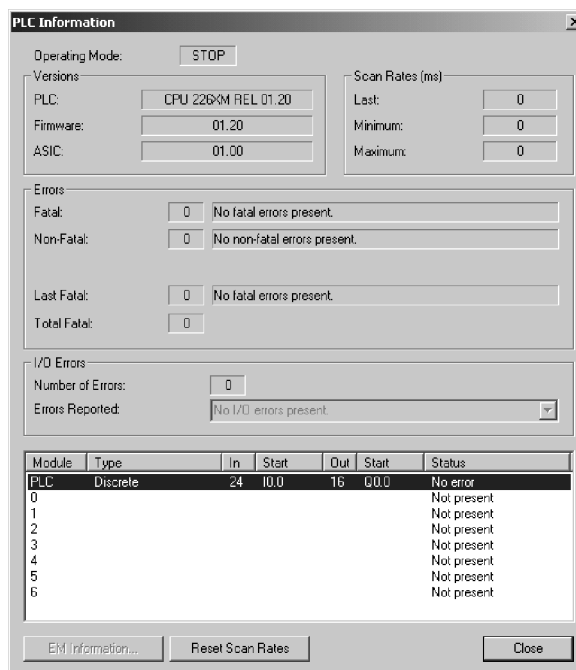 PLC Information
Operating Mode: STOP
Versions
PLC: CPU 226XM REL 01.20
Firmware: 01.20
ASIC: 01.00
Scan Rates (ms)
Last: 0
Minimum: 0
Maximum: 0
Errors
Fatal: 0 No fatal errors present.
Non-Fatal: 0 No non-fatal errors present.
Last Fatal: 0 No fatal errors present.
Total Fatal: 0
I/O Errors
Number of Errors: 0
Errors Reported: No I/O errors present.
Module Type In Start Out Start Status
PLC Discrete 24 I0.0 16 Q0.0 No error
0 Not present
1 Not present
2 Not present
3 Not present
4 Not present
5 Not present
6 Not present
EM Information... Reset Scan Rates Close